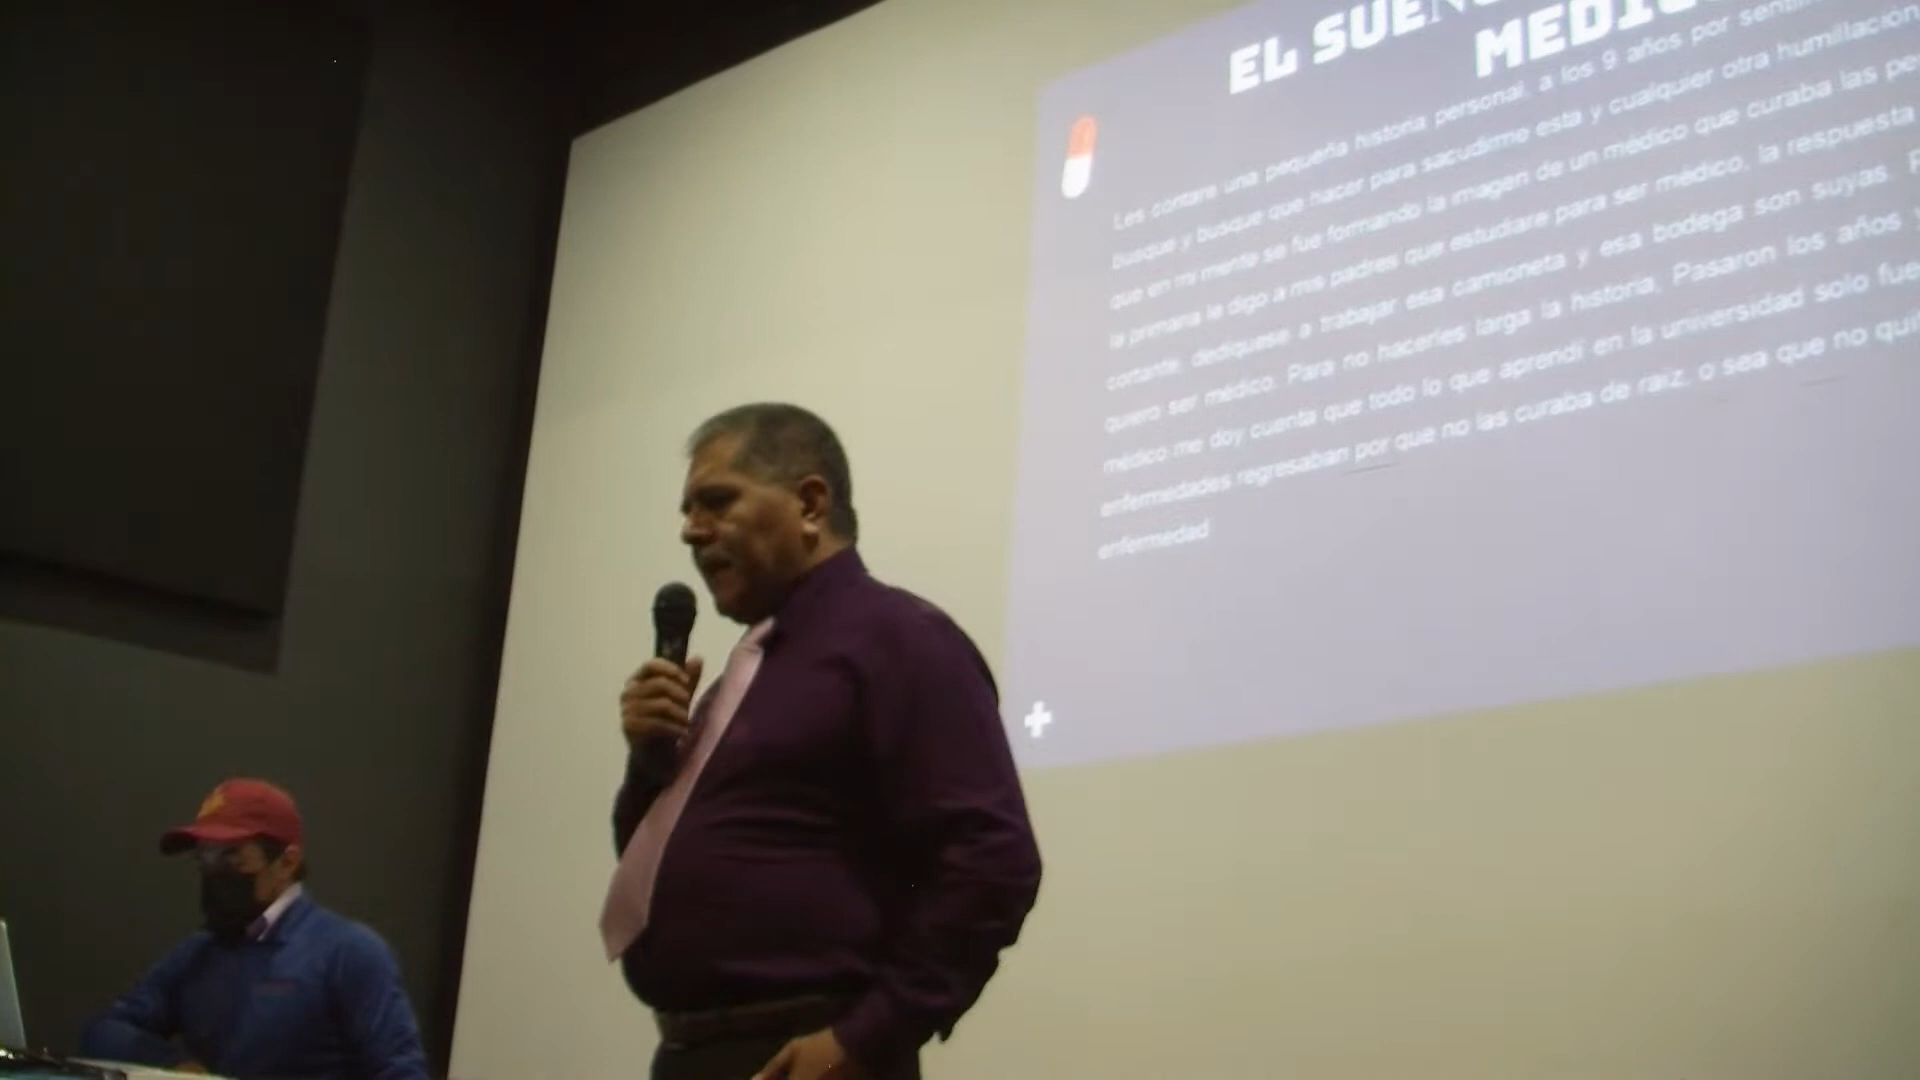 EL SUEÑ
MEDIC
Les contare una pequeña historia personal, a los 9 años por senti
busque y busque que hacer para sacudirme esta y cualquier otra humillacion
que en mi mente se fue formando la imagen de un médico que curaba las pe
la primaria le digo a mis padres que estudiare para ser médico, la respuesta
cortante, dedíquese a trabajar esa camioneta y esa bodega son suyas.
quiero ser médico. Para no hacerles larga la historia, Pasaron los años y
médico me doy cuenta que todo lo que aprendí en la universidad solo fue
enfermedades regresaban por que no las curaba de raíz, o sea que no qui
enfermedad